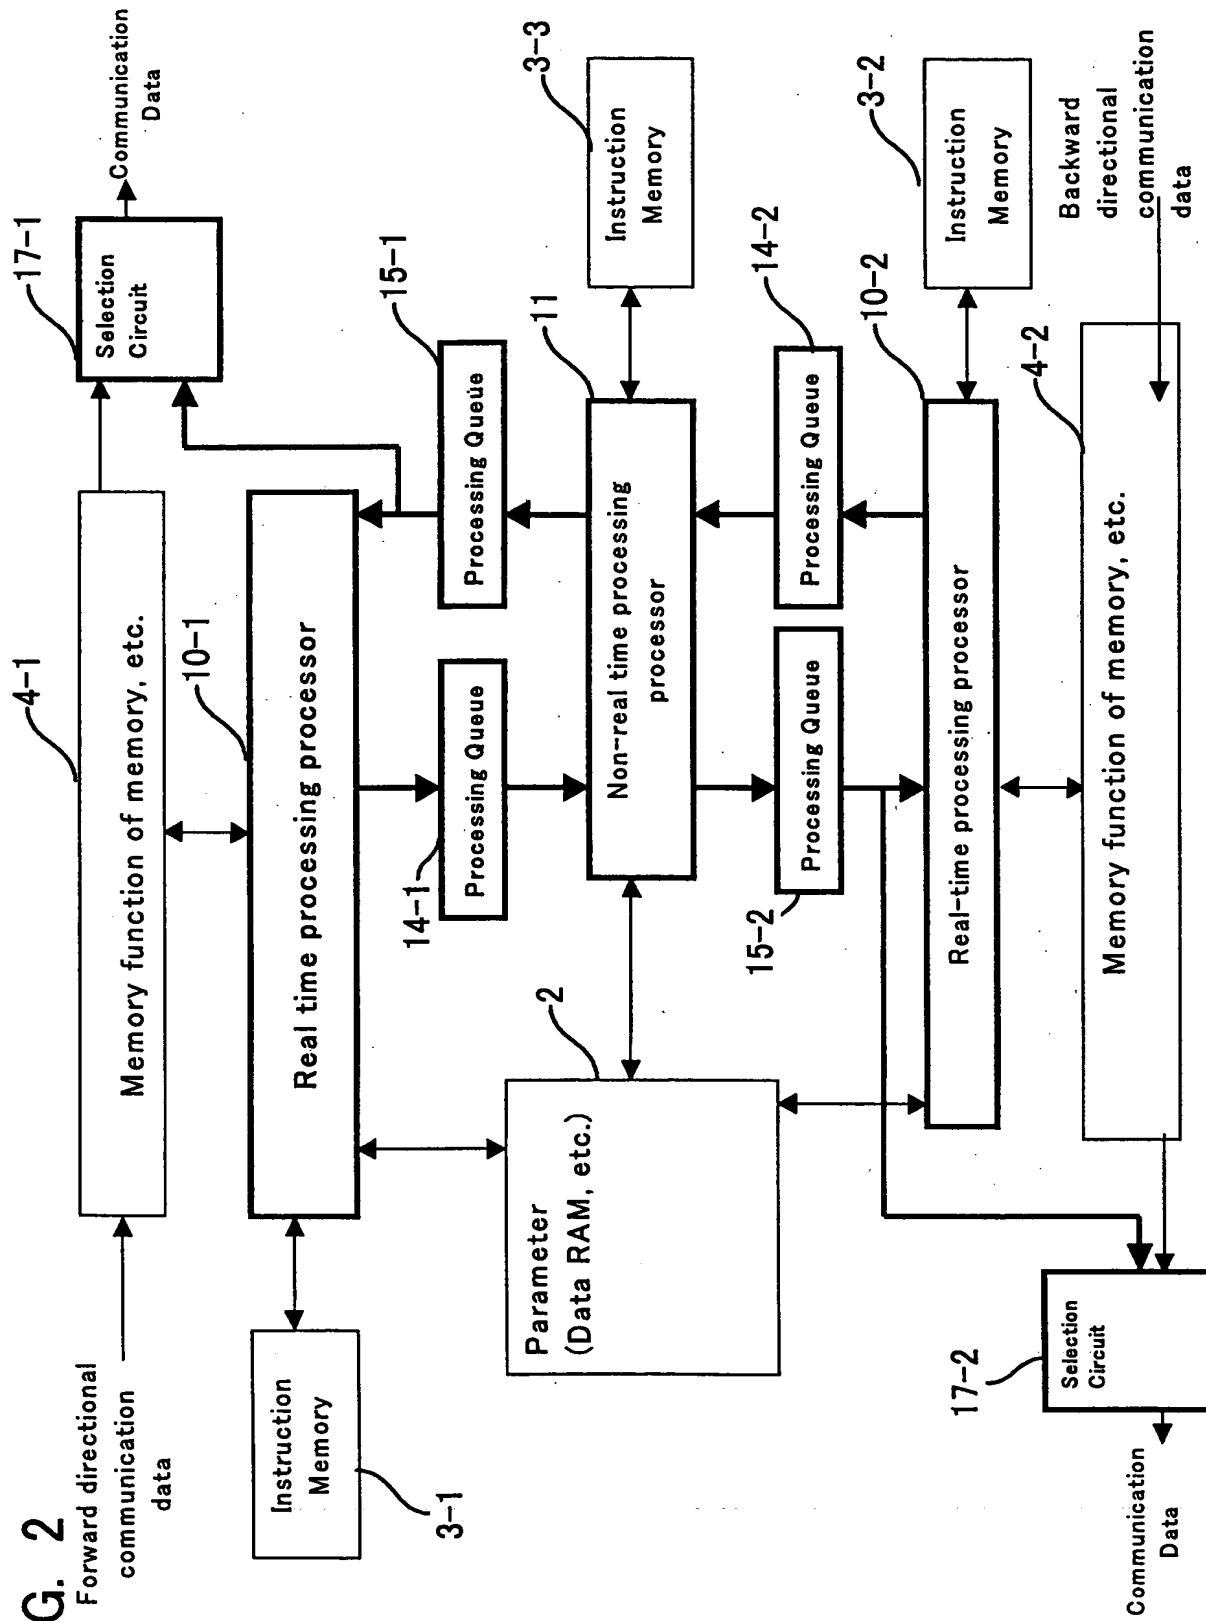 G. 2
Forward directional
communication
data
4-1
Memory function of memory, etc.
17-1
Selection
Circuit
Communication
Data
10-1
Real time processing processor
Instruction
Memory
3-1
14-1
Processing Queue
15-1
Processing Queue
Parameter
(Data RAM, etc.)
2
Non-real time processing
processor
11
Instruction
Memory
3-3
15-2
Processing Queue
Processing Queue
14-2
Real-time processing processor
10-2
Instruction
Memory
3-2
17-2
Selection
Circuit
Communication
Data
Memory function of memory, etc.
4-2
Backward
directional
communication
data